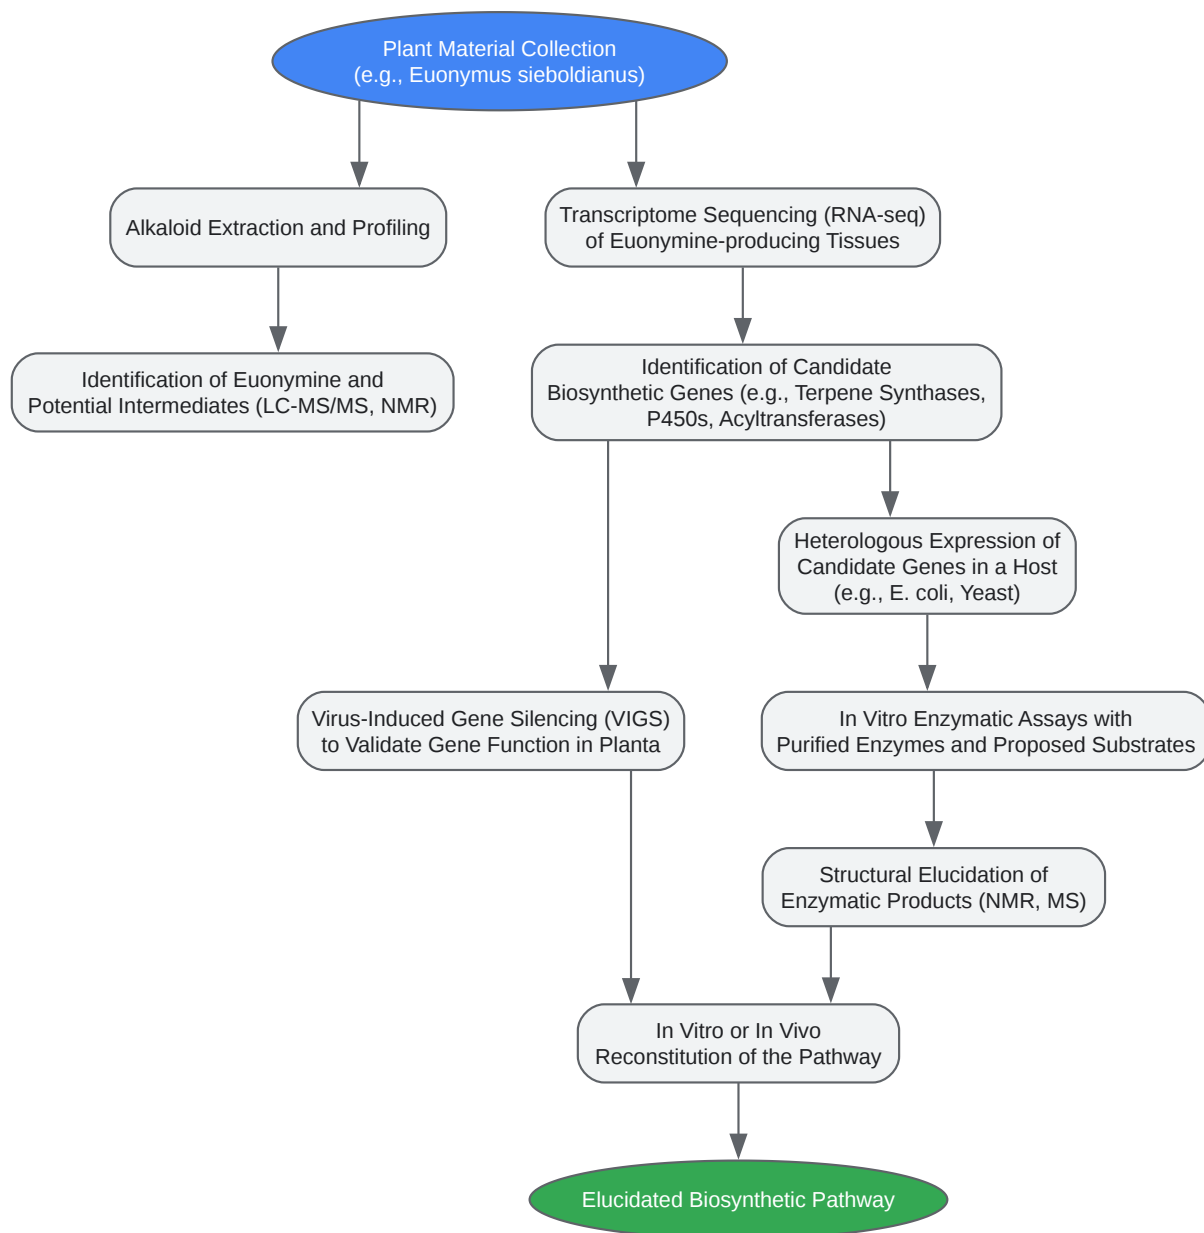 Plant Material Collection
(e.g., Euonymus sieboldianus)
Alkaloid Extraction and Profiling
Transcriptome Sequencing (RNA-seq)
of Euonymine-producing Tissues
Identification of Euonymine and
Potential Intermediates (LC-MS/MS, NMR)
Identification of Candidate
Biosynthetic Genes (e.g., Terpene Synthases,
P450s, Acyltransferases)
Heterologous Expression of
Candidate Genes in a Host
(e.g., E. coli, Yeast)
Virus-Induced Gene Silencing (VIGS)
to Validate Gene Function in Planta
In Vitro Enzymatic Assays with
Purified Enzymes and Proposed Substrates
Structural Elucidation of
Enzymatic Products (NMR, MS)
In Vitro or In Vivo
Reconstitution of the Pathway
Elucidated Biosynthetic Pathway